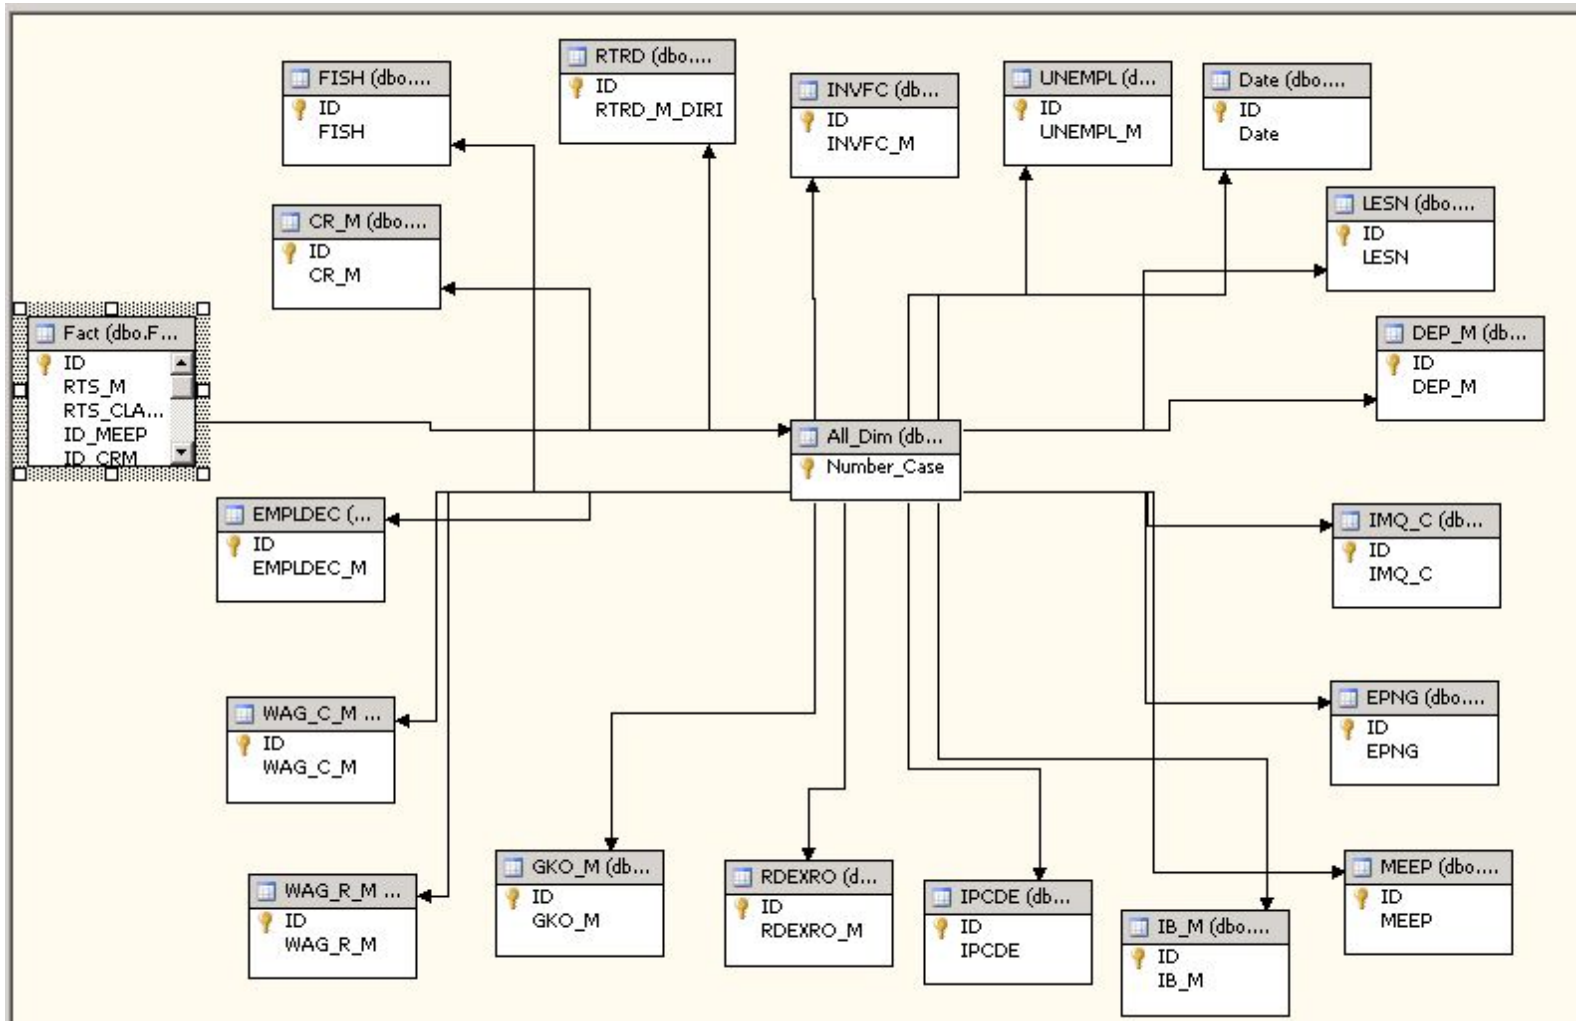 FISH (dbo....
ID
FISH
RTRD (dbo....
ID
RTRD_M_DIRI
INVFC (db...
ID
INVFC_M
UNEMPL (d...
ID
UNEMPL_M
Date (dbo....
ID
Date
CR_M (dbo....
ID
CR_M
LESN (dbo....
ID
LESN
Fact (dbo.F...
ID
RTS_M
RTS_CLA...
ID_MEEP
ID_CRM
DEP_M (db...
ID
DEP_M
All_Dim (db...
Number_Case
EMPLDEC (...
ID
EMPLDEC_M
IMQ_C (db...
ID
IMQ_C
WAG_C_M ...
ID
WAG_C_M
EPNG (dbo....
ID
EPNG
WAG_R_M ...
ID
WAG_R_M
GKO_M (db...
ID
GKO_M
RDEXRO (d...
ID
RDEXRO_M
IPCDE (db...
ID
IPCDE
IB_M (dbo....
ID
IB_M
MEEP (dbo....
ID
MEEP